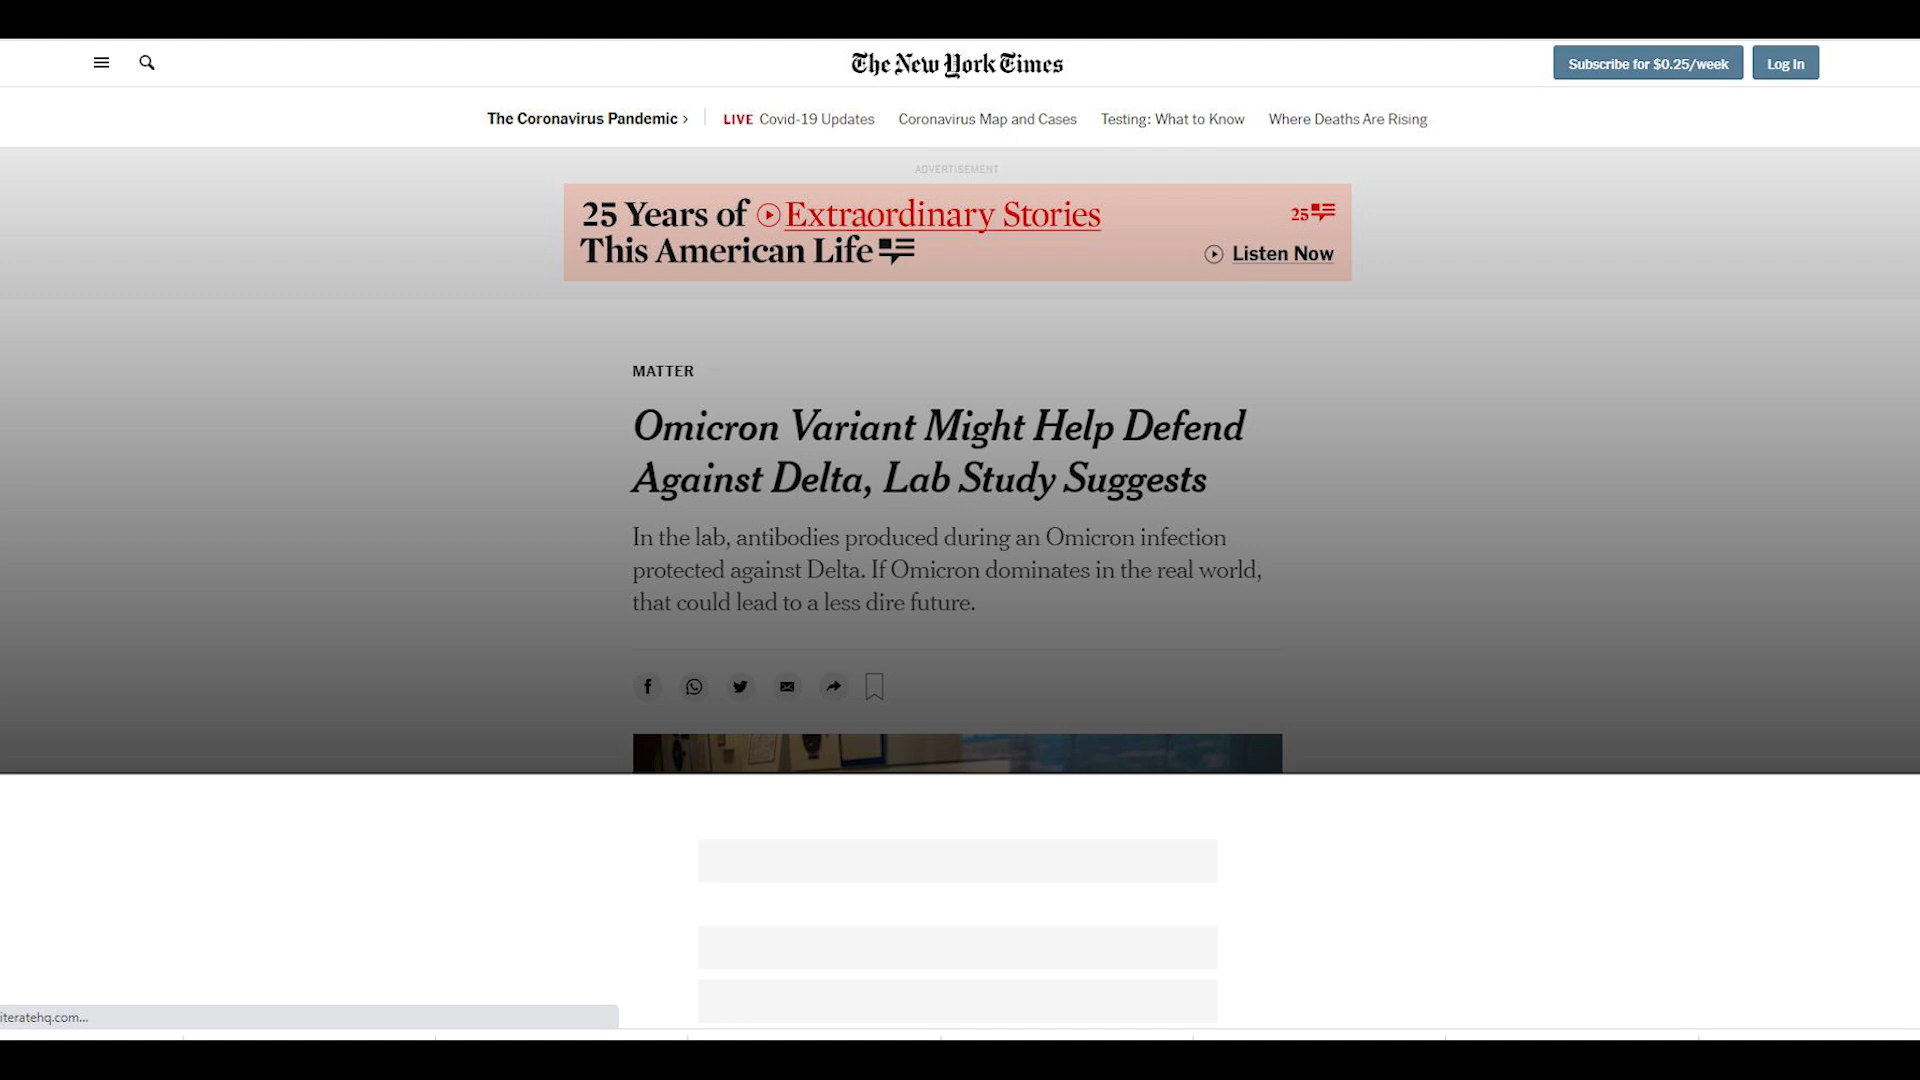 The New York Times
Subscribe for $0.25/week
Log In
The Coronavirus Pandemic ›
LIVE Covid-19 Updates
Coronavirus Map and Cases
Testing: What to Know
Where Deaths Are Rising
ADVERTISEMENT
25 Years of Extraordinary Stories
This American Life
25
Listen Now
MATTER
Omicron Variant Might Help Defend
Against Delta, Lab Study Suggests
In the lab, antibodies produced during an Omicron infection
protected against Delta. If Omicron dominates in the real world,
that could lead to a less dire future.
iteratehq.com...